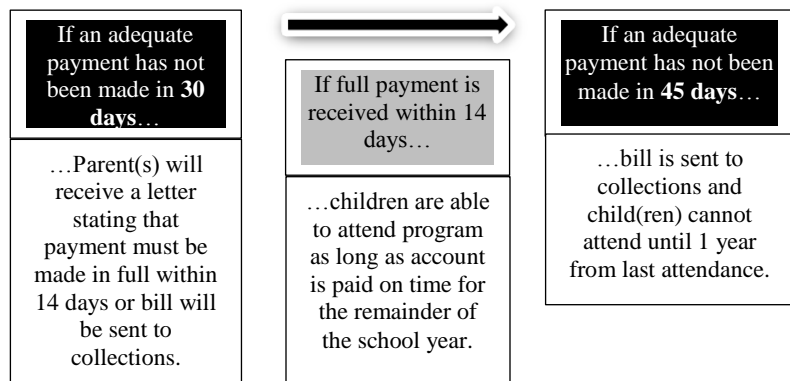 If an adequate
payment has not
been made in 30
days…
…Parent(s) will
receive a letter
stating that
payment must be
made in full within
14 days or bill will
be sent to
collections.
If full payment is
received within 14
days…
…children are able
to attend program
as long as account
is paid on time for
the remainder of
the school year.
If an adequate
payment has not been
made in 45 days…
…bill is sent to
collections and
child(ren) cannot
attend until 1 year
from last attendance.